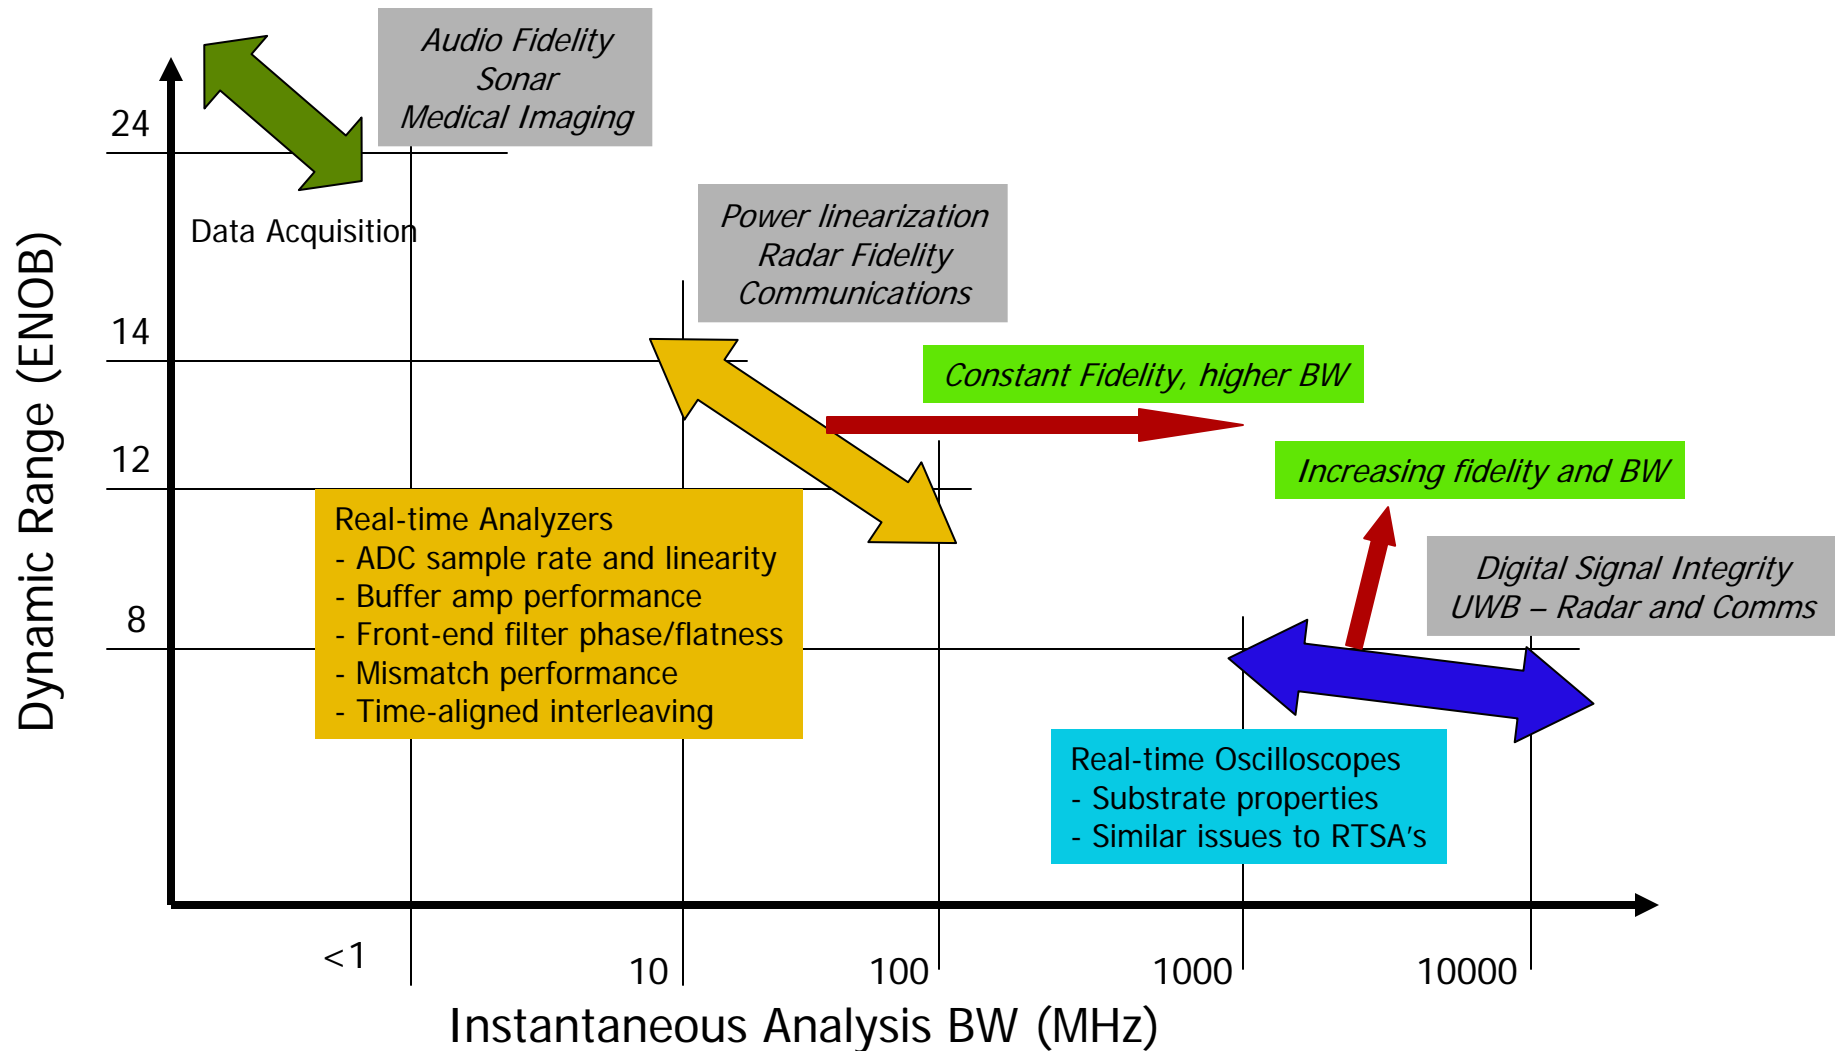 Audio Fidelity
Sonar
Medical Imaging
24
Data Acquisition
Power linearization
Radar Fidelity
Communications
14
Constant Fidelity, higher BW
12
Increasing fidelity and BW
Real-time Analyzers
- ADC sample rate and linearity
- Buffer amp performance
- Front-end filter phase/flatness
- Mismatch performance
- Time-aligned interleaving
Digital Signal Integrity
UWB – Radar and Comms
8
Real-time Oscilloscopes
- Substrate properties
- Similar issues to RTSA’s
Dynamic Range (ENOB)
<1
10
100
1000
10000
Instantaneous Analysis BW (MHz)